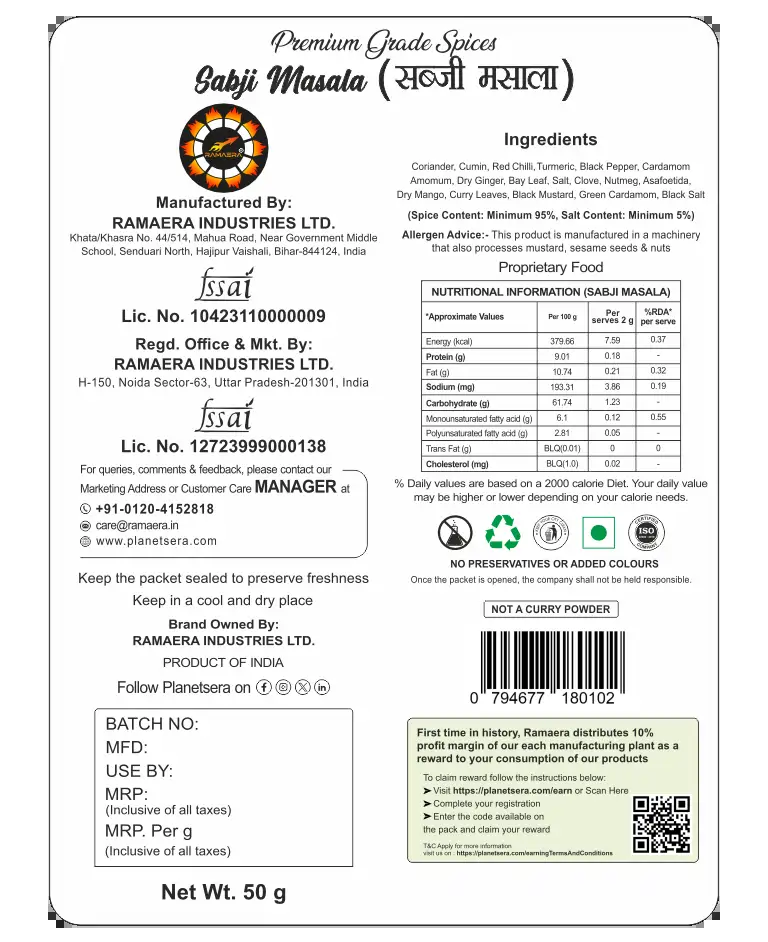 Premium Grade Spices
Sabji Masala (सब्जी मसाला)
RAMAERA
Manufactured By:
RAMAERA INDUSTRIES LTD.
Khata/Khasra No. 44/514, Mahua Road, Near Government Middle
School, Senduari North, Hajipur Vaishali, Bihar-844124, India
fssai
Lic. No. 10423110000009
Regd. Office & Mkt. By:
RAMAERA INDUSTRIES LTD.
H-150, Noida Sector-63, Uttar Pradesh-201301, India
fssai
Lic. No. 12723999000138
For queries, comments & feedback, please contact our
Marketing Address or Customer Care MANAGER at
+91-0120-4152818
care@ramaera.in
www.planetsera.com
Keep the packet sealed to preserve freshness
Keep in a cool and dry place
Brand Owned By:
RAMAERA INDUSTRIES LTD.
PRODUCT OF INDIA
Follow Planetsera on
BATCH NO:
MFD:
USE BY:
MRP:
(Inclusive of all taxes)
MRP. Per g
(Inclusive of all taxes)
Net Wt. 50 g
Ingredients
Coriander, Cumin, Red Chilli, Turmeric, Black Pepper, Cardamom
Amomum, Dry Ginger, Bay Leaf, Salt, Clove, Nutmeg, Asafoetida,
Dry Mango, Curry Leaves, Black Mustard, Green Cardamom, Black Salt
(Spice Content: Minimum 95%, Salt Content: Minimum 5%)
Allergen Advice:- This product is manufactured in a machinery
that also processes mustard, sesame seeds & nuts
Proprietary Food
NUTRITIONAL INFORMATION (SABJI MASALA)
*Approximate Values Per 100 g Per serves 2 g %RDA* per serve
Energy (kcal) 379.66 7.59 0.37
Protein (g) 9.01 0.18 -
Fat (g) 10.74 0.21 0.32
Sodium (mg) 193.31 3.86 0.19
Carbohydrate (g) 61.74 1.23 -
Monounsaturated fatty acid (g) 6.1 0.12 0.55
Polyunsaturated fatty acid (g) 2.81 0.05 -
Trans Fat (g) BLQ(0.01) 0 0
Cholesterol (mg) BLQ(1.0) 0.02 -
% Daily values are based on a 2000 calorie Diet. Your daily value
may be higher or lower depending on your calorie needs.
CERTIFIED
ISO
COMPANY
NO PRESERVATIVES OR ADDED COLOURS
Once the packet is opened, the company shall not be held responsible.
NOT A CURRY POWDER
0 794677 180102
First time in history, Ramaera distributes 10%
profit margin of our each manufacturing plant as a
reward to your consumption of our products
To claim reward follow the instructions below:
➤ Visit https://planetsera.com/earn or Scan Here
➤ Complete your registration
➤ Enter the code available on
the pack and claim your reward
T&C Apply for more information
visit us on : https://planetsera.com/earningTermsAndConditions